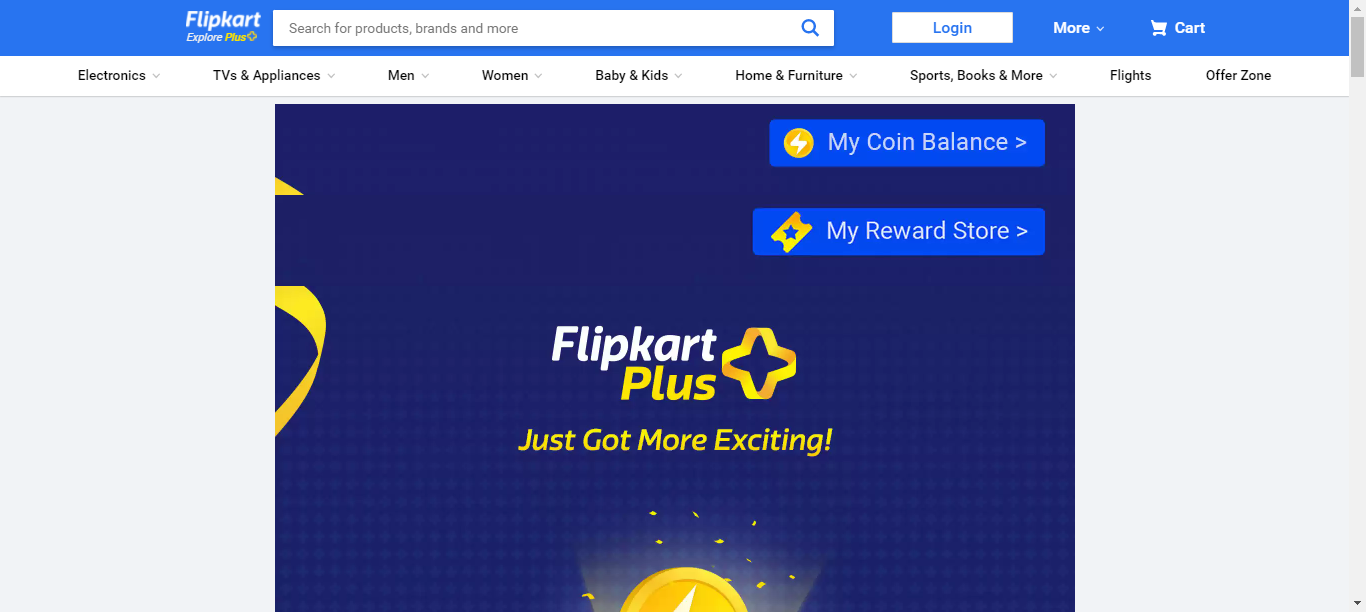 Flipkart
Explore Plus
Search for products, brands and more
Login
More
Cart
Electronics
TVs & Appliances
Men
Women
Baby & Kids
Home & Furniture
Sports, Books & More
Flights
Offer Zone
My Coin Balance >
My Reward Store >
Flipkart
Plus
Just Got More Exciting!